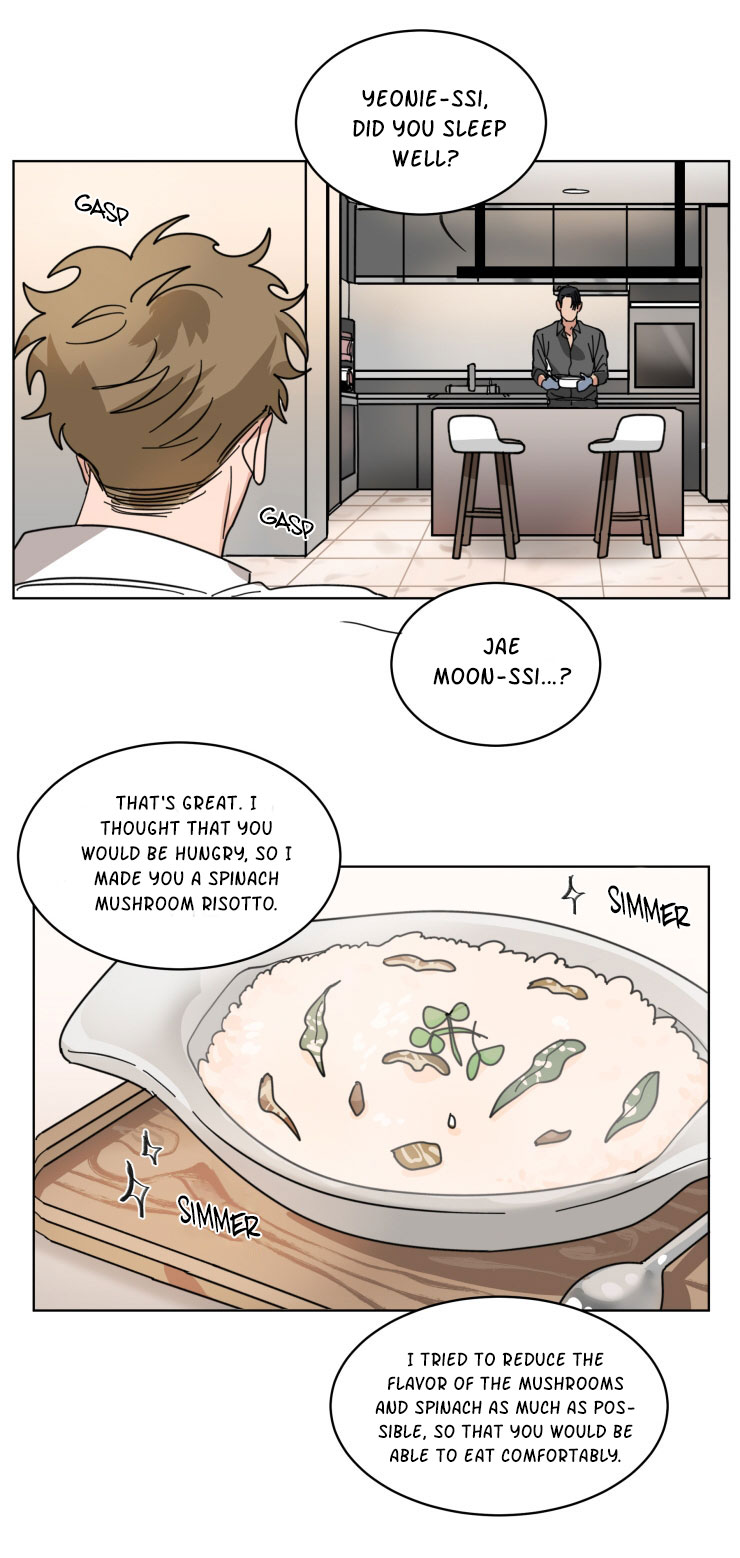 YEONIE-SSI,
DID YOU SLEEP
WELL?
GASP
GASP
JAE
MOON-SSI...?
THAT'S GREAT. I
THOUGHT THAT YOU
WOULD BE HUNGRY, SO I
MADE YOU A SPINACH
MUSHROOM RISOTTO.
SIMMER
SIMMER
I TRIED TO REDUCE THE
FLAVOR OF THE MUSHROOMS
AND SPINACH AS MUCH AS POS-
SIBLE, SO THAT YOU WOULD BE
ABLE TO EAT COMFORTABLY.